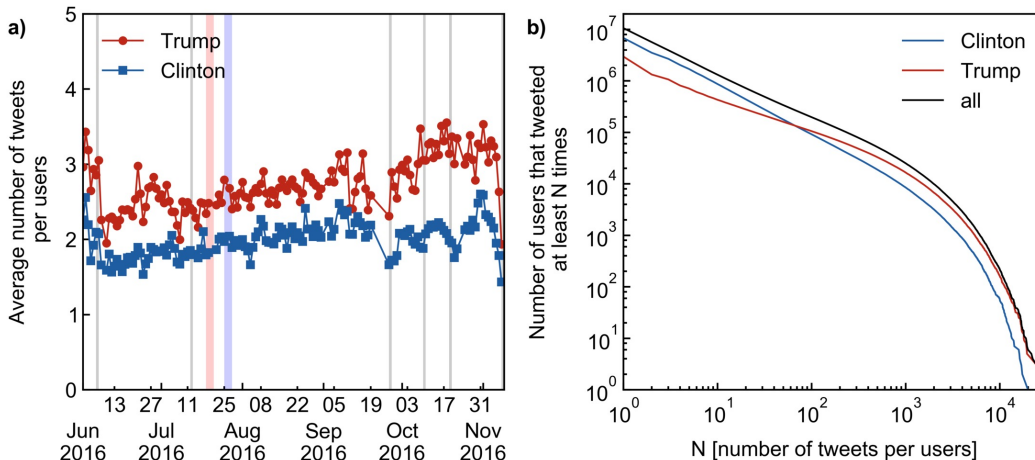 a)
Average number of tweets
per users
5
4
3
2
1
0
Trump
Clinton
13 27 11 25 08 22 05 19 03 17 31
Jun Jul Aug Sep Oct Nov
2016 2016 2016 2016 2016 2016
b)
Number of users that tweeted
at least N times
10^7
10^6
10^5
10^4
10^3
10^2
10^1
10^0
Clinton
Trump
all
10^0 10^1 10^2 10^3 10^4
N [number of tweets per users]